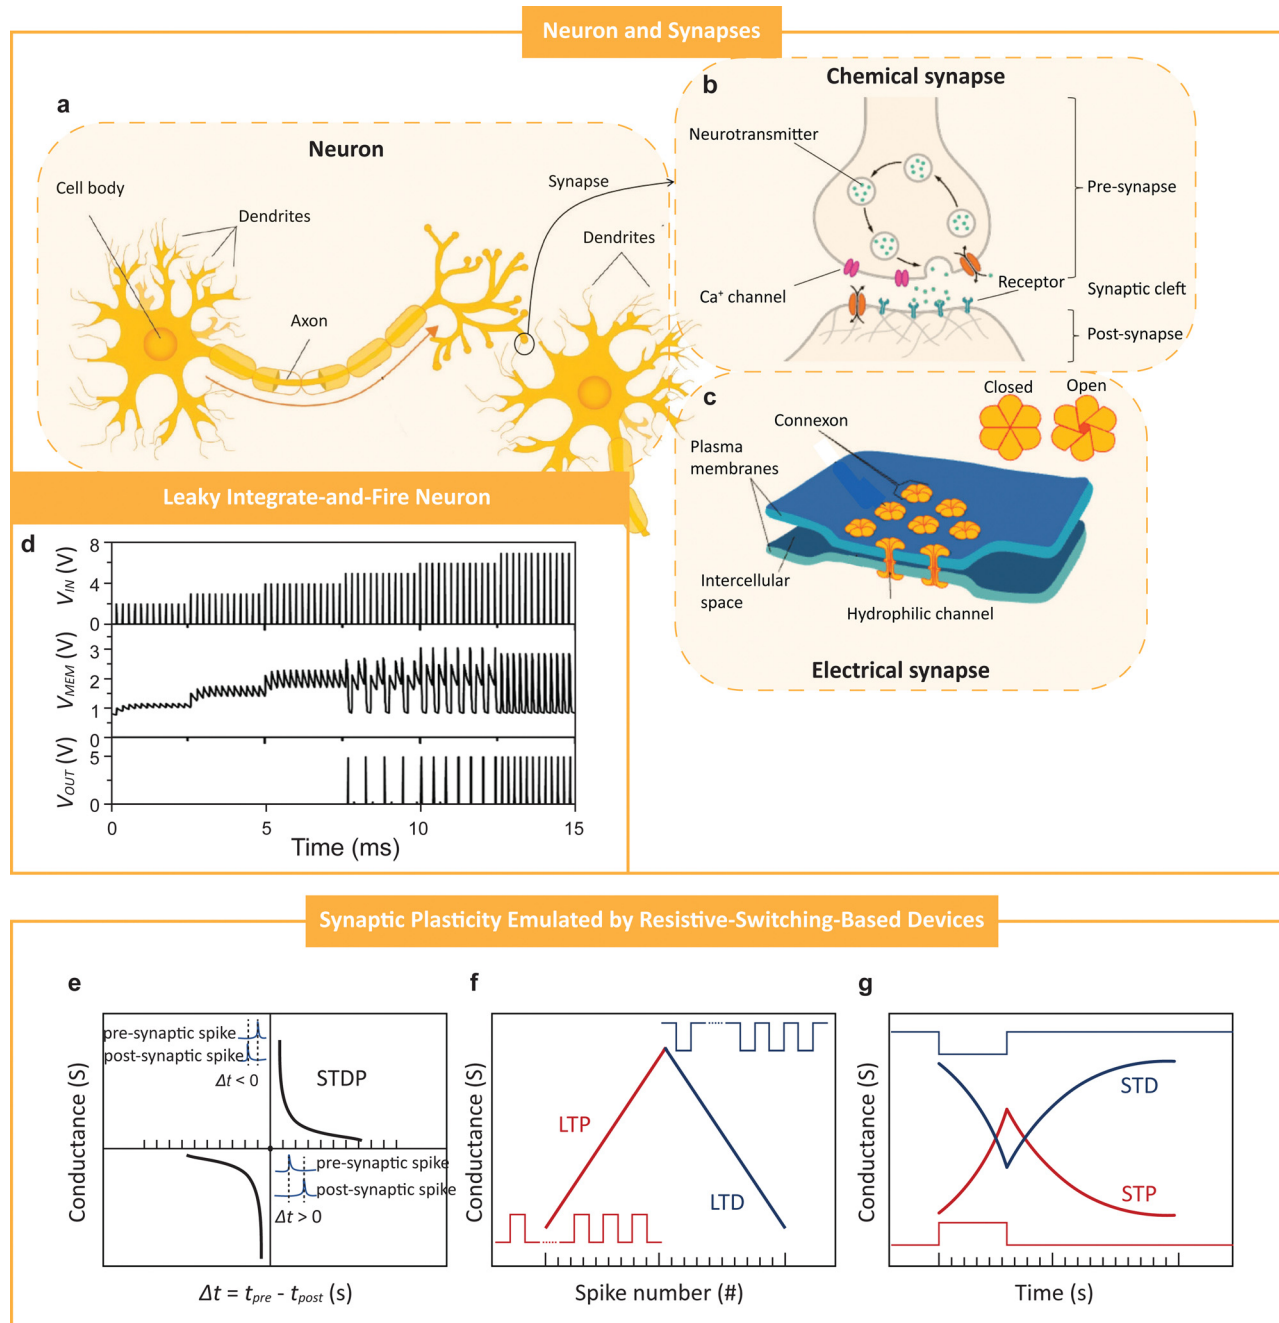 Neuron and Synapses
a
Neuron
Cell body
Dendrites
Axon
Synapse
Dendrites
b
Chemical synapse
Neurotransmitter
Pre-synapse
Ca⁺ channel
Receptor
Synaptic cleft
Post-synapse
c
Closed
Open
Connexon
Plasma
membranes
Intercellular
space
Hydrophilic channel
Electrical synapse
Leaky Integrate-and-Fire Neuron
d
V_IN (V)
8
4
0
V_MEM (V)
3
2
1
0
V_OUT (V)
5
0
0
5
10
15
Time (ms)
Synaptic Plasticity Emulated by Resistive-Switching-Based Devices
e
Conductance (S)
pre-synaptic spike
post-synaptic spike
Δt < 0
STDP
pre-synaptic spike
post-synaptic spike
Δt > 0
Δt = t_pre - t_post (s)
f
Conductance (S)
LTP
LTD
Spike number (#)
g
Conductance (S)
STD
STP
Time (s)